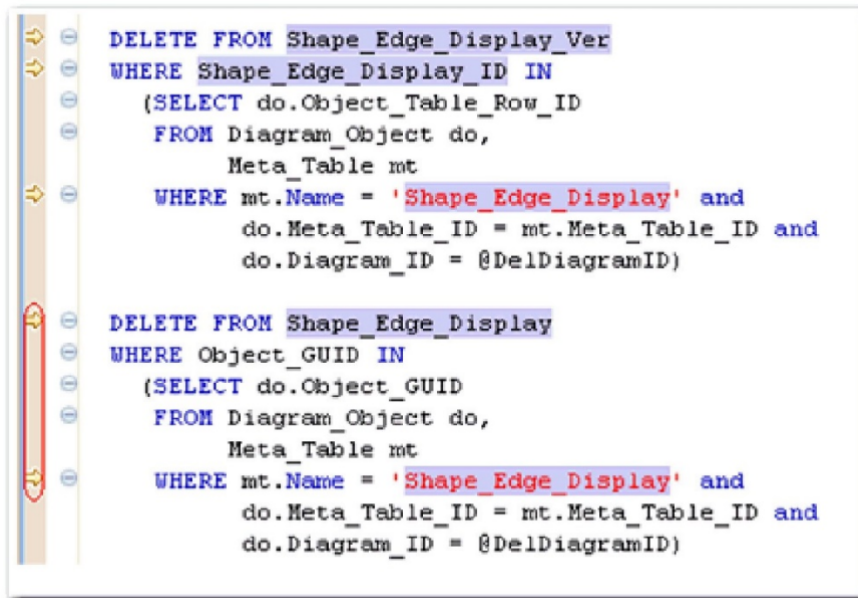 DELETE FROM Shape_Edge_Display_Ver
WHERE Shape_Edge_Display_ID IN
(SELECT do.Object_Table_Row_ID
FROM Diagram_Object do,
Meta_Table mt
WHERE mt.Name = 'Shape_Edge_Display' and
do.Meta_Table_ID = mt.Meta_Table_ID and
do.Diagram_ID = @DelDiagramID)
DELETE FROM Shape_Edge_Display
WHERE Object_GUID IN
(SELECT do.Object_GUID
FROM Diagram_Object do,
Meta_Table mt
WHERE mt.Name = 'Shape_Edge_Display' and
do.Meta_Table_ID = mt.Meta_Table_ID and
do.Diagram_ID = @DelDiagramID)